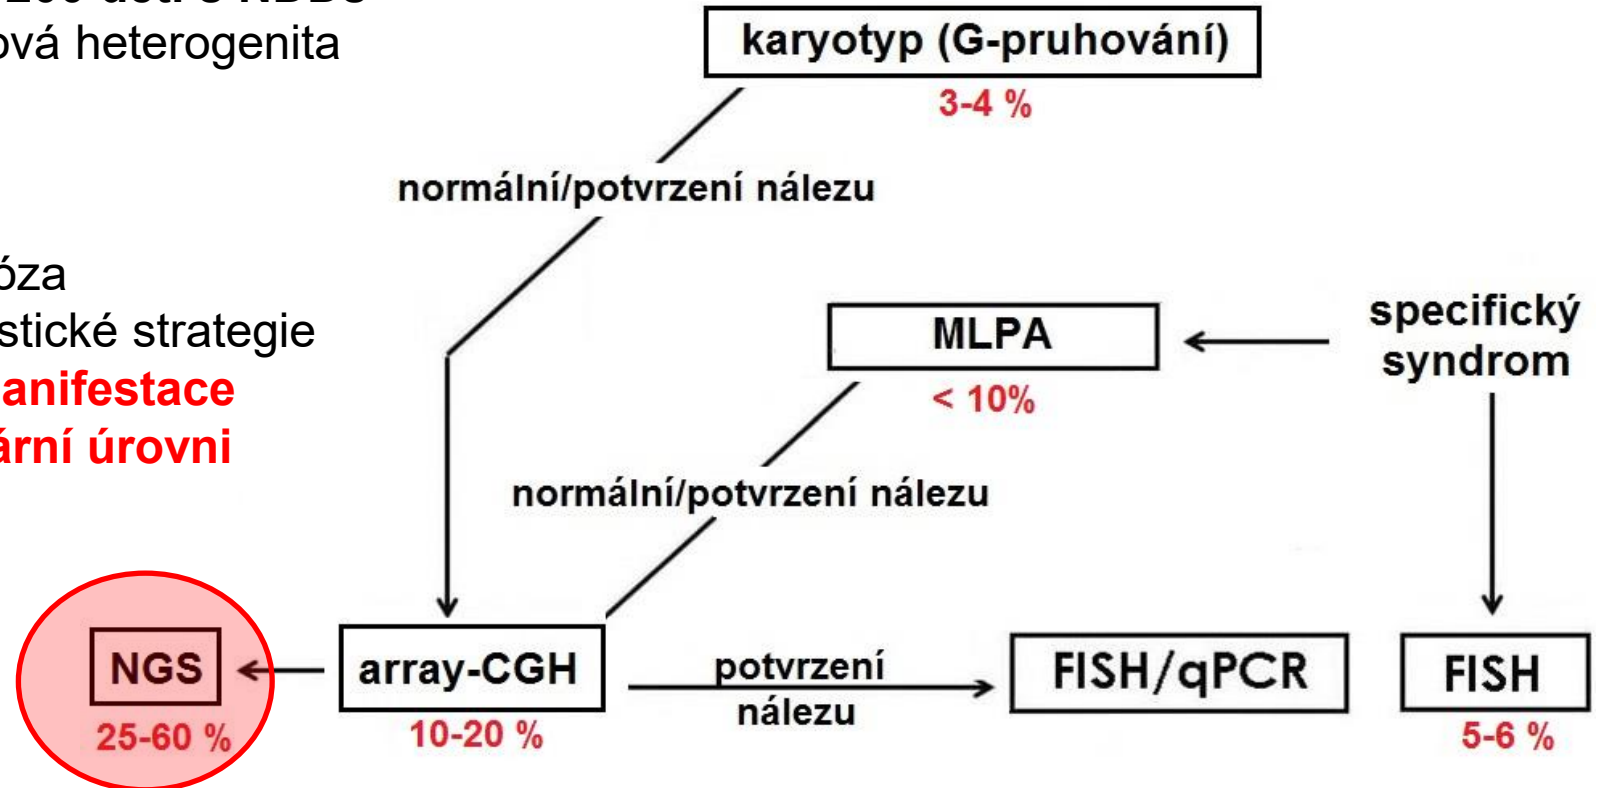 ová heterogenita
karyotyp (G-pruhování)
3-4 %
normální/potvrzení nálezu
óza
istické strategie
anifestace
ární úrovni
specifický
syndrom
MLPA
< 10%
normální/potvrzení nálezu
NGS
25-60 %
array-CGH
10-20 %
potvrzení
nálezu
FISH/qPCR
FISH
5-6 %